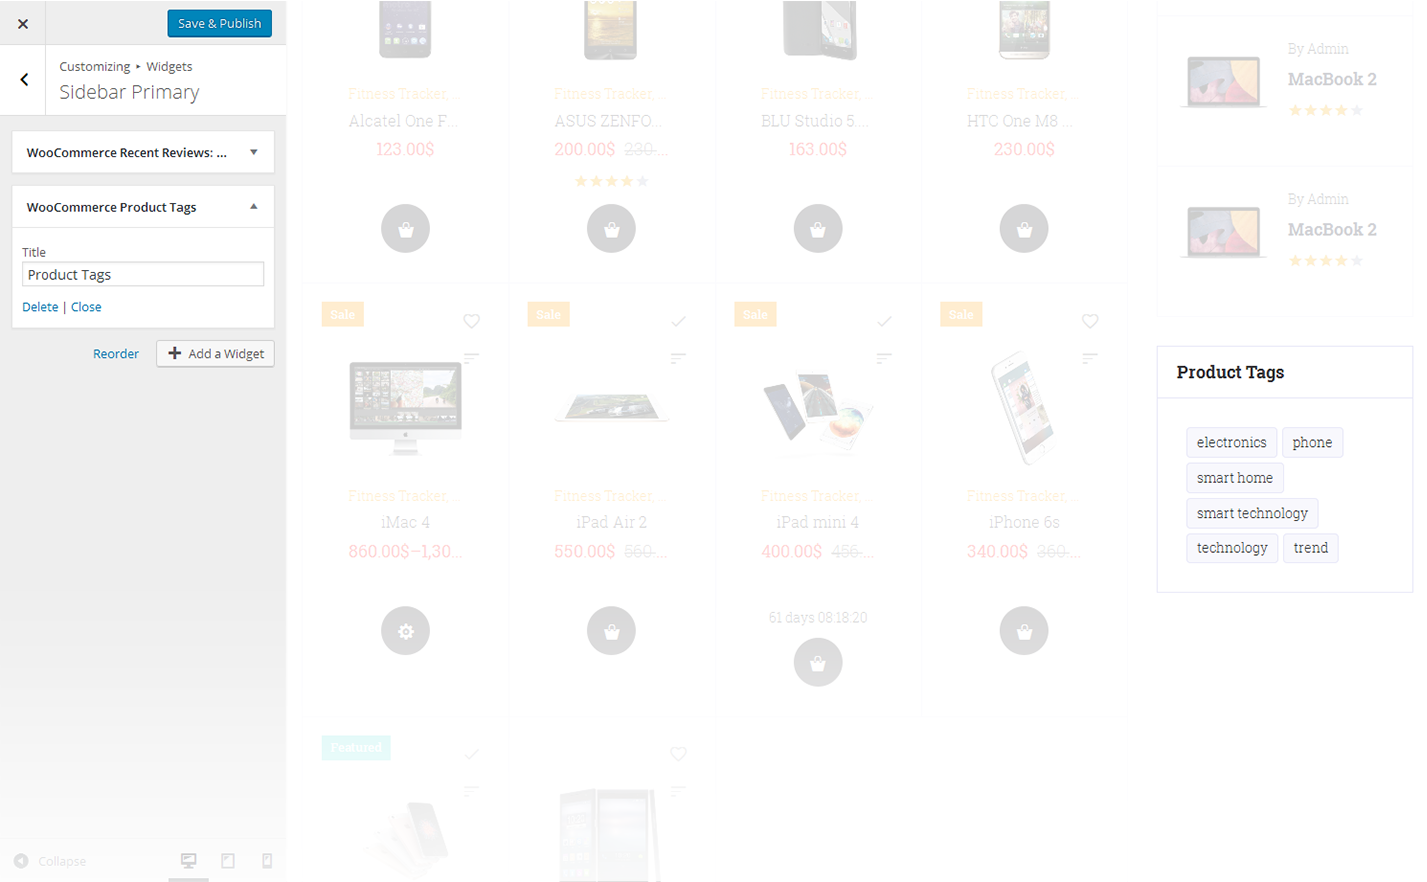 Save & Publish
Customizing ▸ Widgets
Sidebar Primary
WooCommerce Recent Reviews: ...
WooCommerce Product Tags
Title
Product Tags
Delete | Close
Reorder
Add a Widget
Collapse
Fitness Tracker, ...
Alcatel One F...
123.00$
Fitness Tracker, ...
ASUS ZENFO...
200.00$ 230....
Fitness Tracker, ...
BLU Studio 5....
163.00$
Fitness Tracker, ...
HTC One M8 ...
230.00$
Sale
Fitness Tracker, ...
iMac 4
860.00$–1,30...
Sale
Fitness Tracker, ...
iPad Air 2
550.00$ 560....
Sale
Fitness Tracker, ...
iPad mini 4
400.00$ 456....
61 days 08:18:20
Sale
Fitness Tracker, ...
iPhone 6s
340.00$ 360....
Featured
By Admin
MacBook 2
By Admin
MacBook 2
Product Tags
electronics
phone
smart home
smart technology
technology
trend